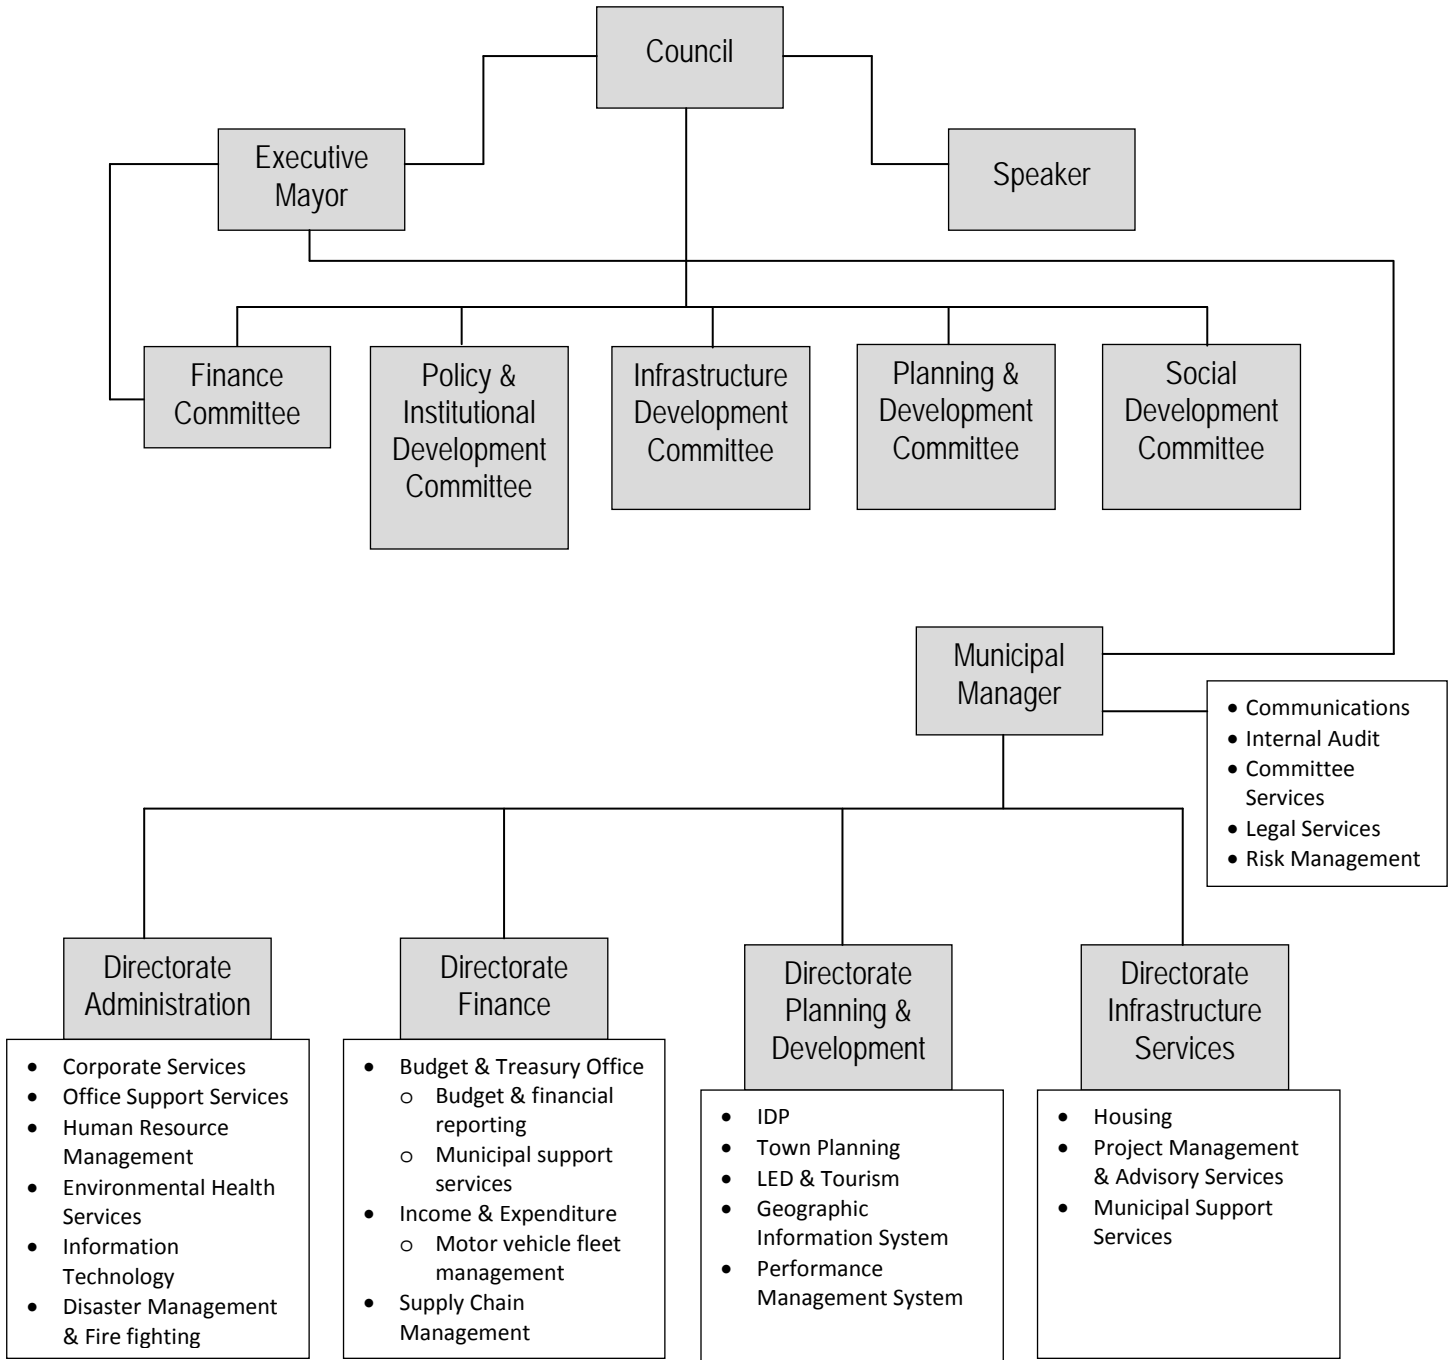 Council
Executive
Mayor
Speaker
Finance
Committee
Policy &
Institutional
Development
Committee
Infrastructure
Development
Committee
Planning &
Development
Committee
Social
Development
Committee
Municipal
Manager
• Communications
• Internal Audit
• Committee
Services
• Legal Services
• Risk Management
Directorate
Administration
• Corporate Services
• Office Support Services
• Human Resource
Management
• Environmental Health
Services
• Information
Technology
• Disaster Management
& Fire fighting
Directorate
Finance
• Budget & Treasury Office
o Budget & financial
reporting
o Municipal support
services
• Income & Expenditure
o Motor vehicle fleet
management
• Supply Chain
Management
Directorate
Planning &
Development
• IDP
• Town Planning
• LED & Tourism
• Geographic
Information System
• Performance
Management System
Directorate
Infrastructure
Services
• Housing
• Project Management
& Advisory Services
• Municipal Support
Services